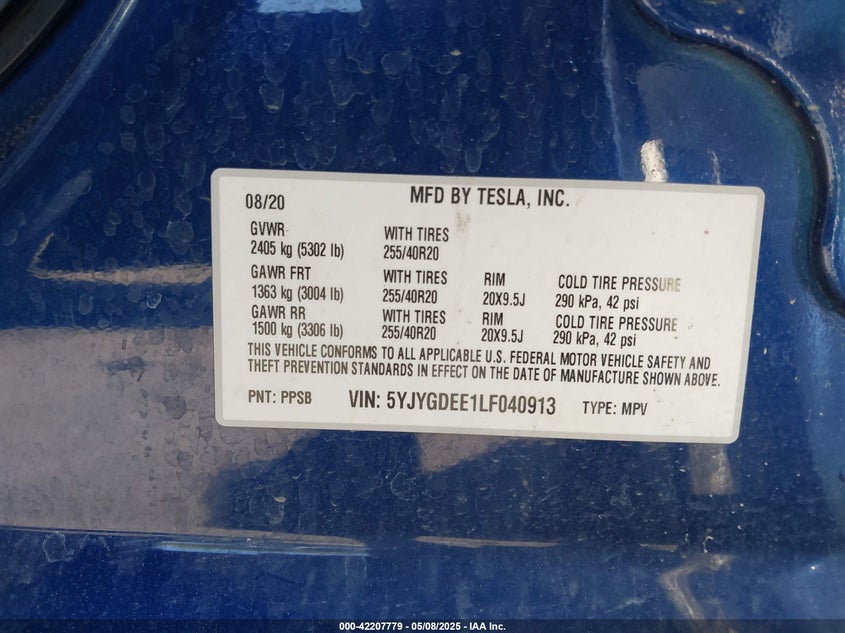 08/20 MFD BY TESLA, INC.
GVWR WITH TIRES
2405 kg (5302 lb) 255/40R20
GAWR FRT WITH TIRES RIM COLD TIRE PRESSURE
1363 kg (3004 lb) 255/40R20 20X9.5J 290 kPa, 42 psi
GAWR RR WITH TIRES RIM COLD TIRE PRESSURE
1500 kg (3306 lb) 255/40R20 20X9.5J 290 kPa, 42 psi
THIS VEHICLE CONFORMS TO ALL APPLICABLE U.S. FEDERAL MOTOR VEHICLE SAFETY AND
THEFT PREVENTION STANDARDS IN EFFECT ON THE DATE OF MANUFACTURE SHOWN ABOVE.
PNT: PPSB VIN: 5YJYGDEE1LF040913 TYPE: MPV
000-42207779 - 05/08/2025 - IAA Inc.